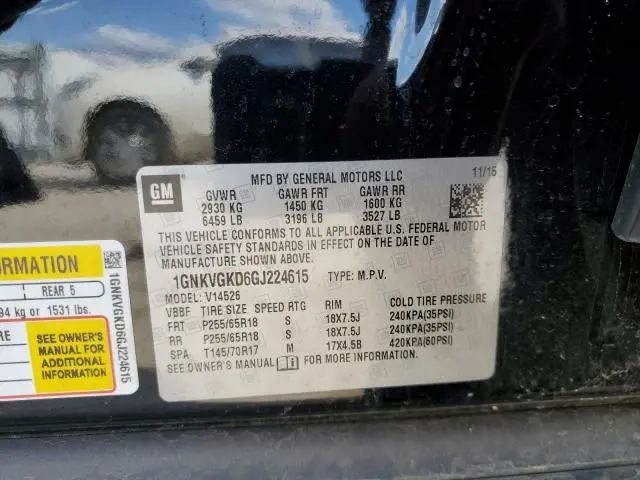 MFD BY GENERAL MOTORS LLC
11/15
GM
GVWR GAWR FRT GAWR RR
2930 KG 1450 KG 1600 KG
6459 LB 3196 LB 3527 LB
THIS VEHICLE CONFORMS TO ALL APPLICABLE U.S. FEDERAL MOTOR
VEHICLE SAFETY STANDARDS IN EFFECT ON THE DATE OF
MANUFACTURE SHOWN ABOVE.
1GNKVGKD6GJ224615 TYPE: M.P.V.
MODEL: V14526
VBBF TIRE SIZE SPEED RTG RIM COLD TIRE PRESSURE
FRT P255/65R18 S 18X7.5J 240KPA(35PSI)
RR P255/65R18 S 18X7.5J 240KPA(35PSI)
SPA T145/70R17 M 17X4.5B 420KPA(60PSI)
SEE OWNER'S MANUAL FOR MORE INFORMATION.
FORMATION
REAR 5
94 kg or 1531 lbs.
RE
SEE OWNER'S
MANUAL FOR
ADDITIONAL
INFORMATION
1GNKVGKD6GJ224615